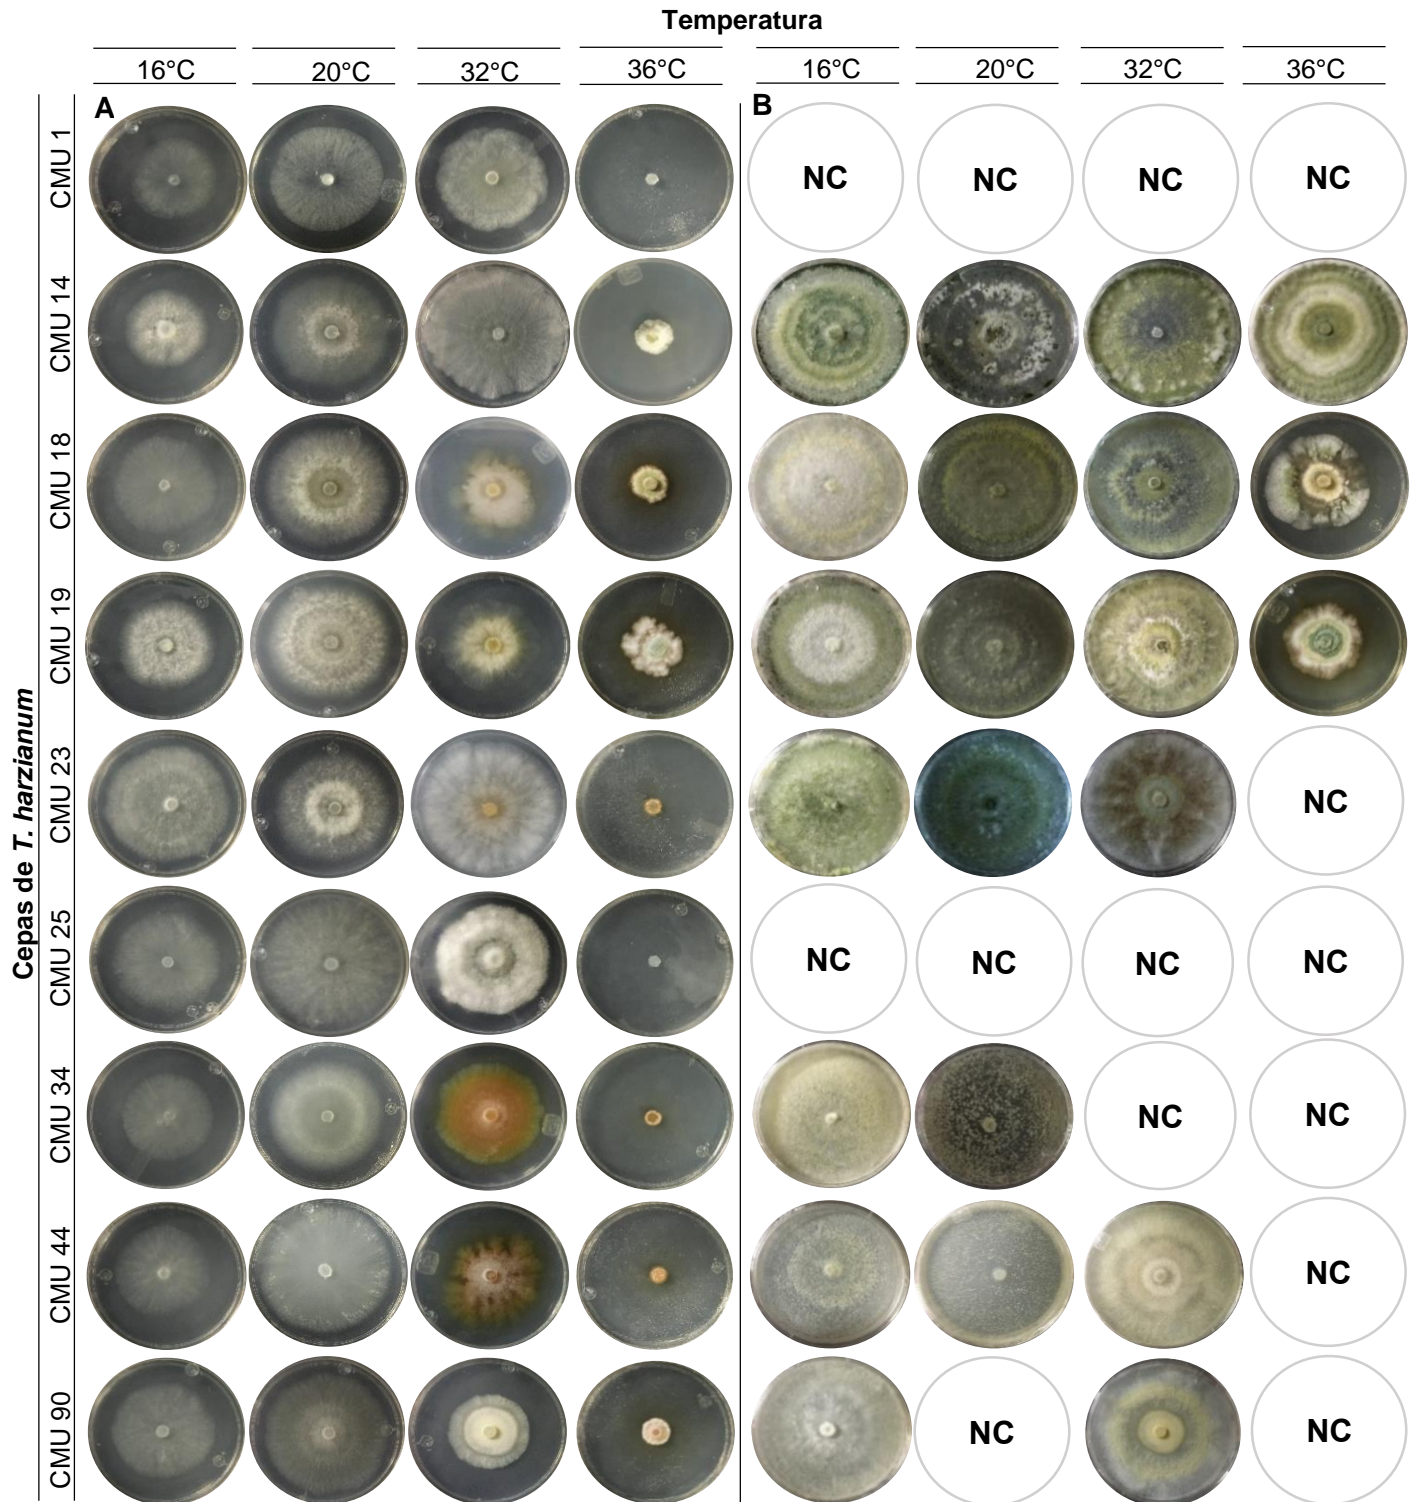 Temperatura
16°C 20°C 32°C 36°C 16°C 20°C 32°C 36°C
A B
Cepas de T. harzianum
CMU 1 NC NC NC NC
CMU 14
CMU 18
CMU 19
CMU 23 NC
CMU 25 NC NC NC NC
CMU 34 NC NC
CMU 44 NC
CMU 90 NC NC